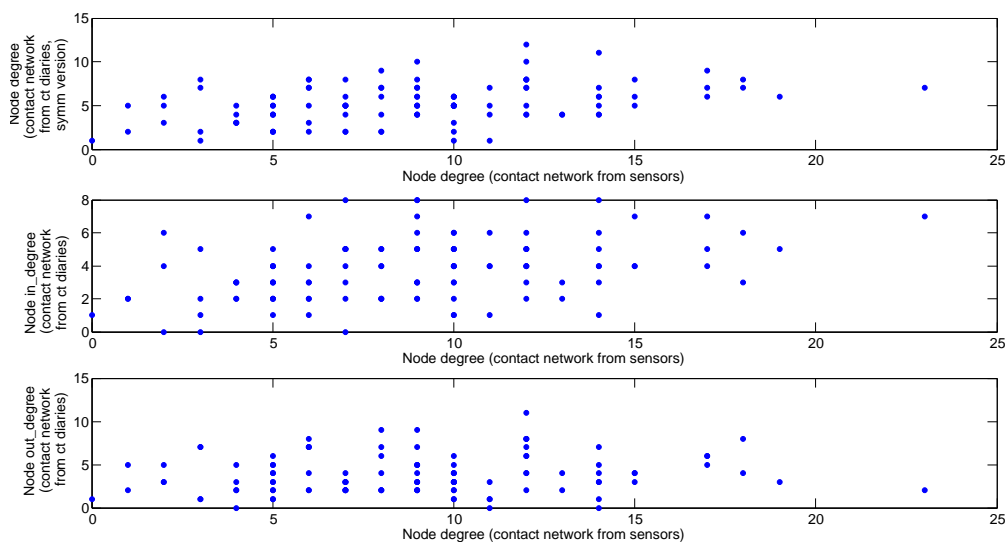 Node degree
(contact network
from ct diaries,
symm version)
15
10
5
0
0
5
10
15
20
25
Node degree (contact network from sensors)
Node in_degree
(contact network
from ct diaries)
8
6
4
2
0
0
5
10
15
20
25
Node degree (contact network from sensors)
Node out_degree
(contact network
from ct diaries)
15
10
5
0
0
5
10
15
20
25
Node degree (contact network from sensors)